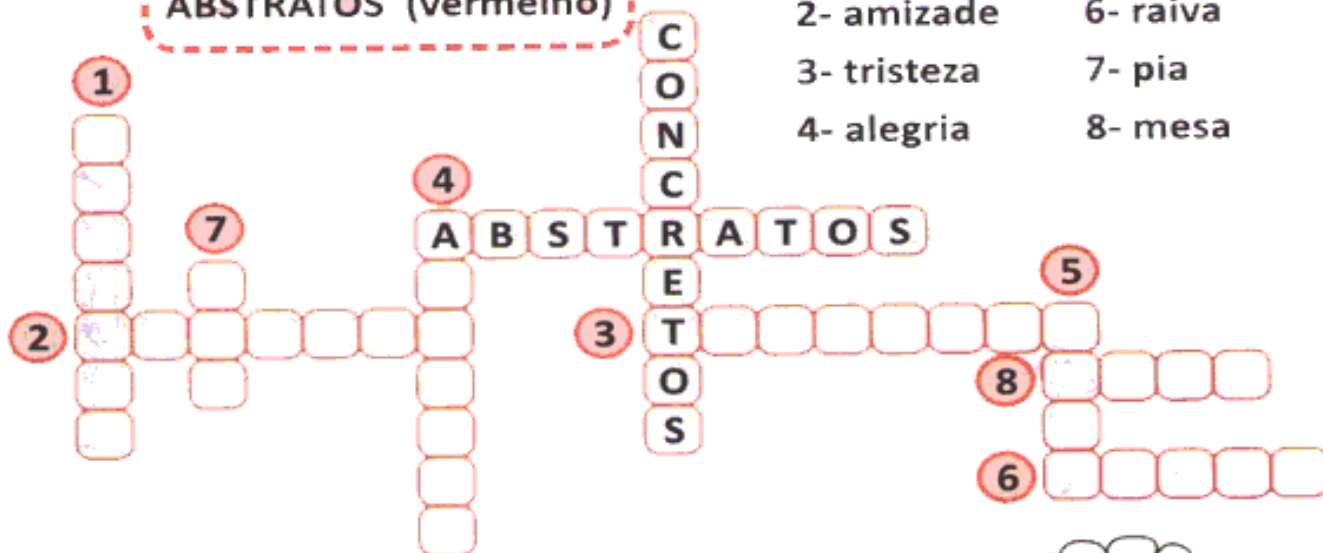 ABSTRATOS (vermelho)
2- amizade
6- raiva
3- tristeza
7- pia
4- alegria
8- mesa
C
O
N
C
1
4
7
ABSTRATOS
E
5
2
3
T
8
O
S
6